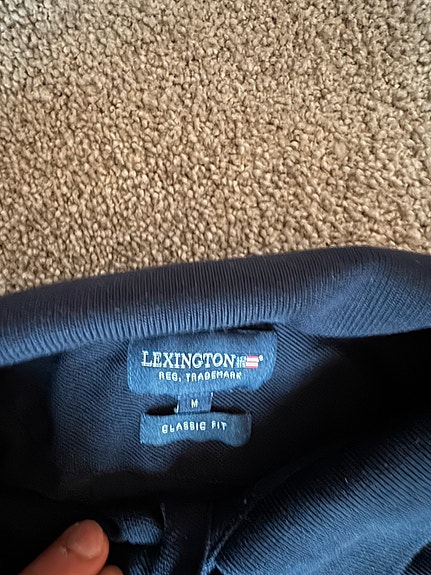 LEXINGTON
REG. TRADEMARK
M
CLASSIC FIT